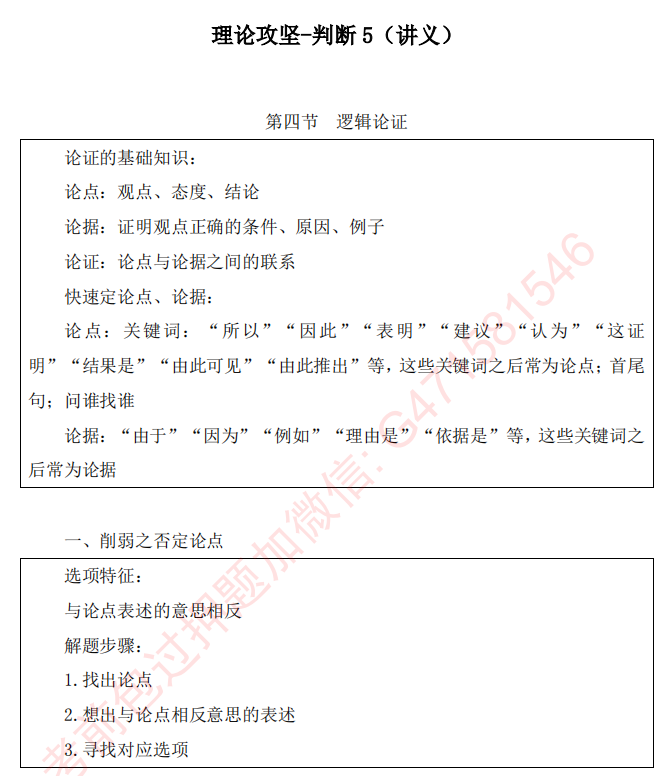 理论攻坚-判断 5（讲义）
第四节 逻辑论证
论证的基础知识：
论点：观点、态度、结论
论据：证明观点正确的条件、原因、例子
论证：论点与论据之间的联系
快速定论点、论据：
论点：关键词：“所以”“因此”“表明”“建议”“认为”“这证
明”“结果是”“由此可见”“由此推出”等，这些关键词之后常为论点；首尾
句；问谁找谁
论据：“由于”“因为”“例如”“理由是”“依据是”等，这些关键词之
后常为论据
一、削弱之否定论点
选项特征：
与论点表述的意思相反
解题步骤：
1.找出论点
2.想出与论点相反意思的表述
3.寻找对应选项
考前包过押题加微信：G471581546